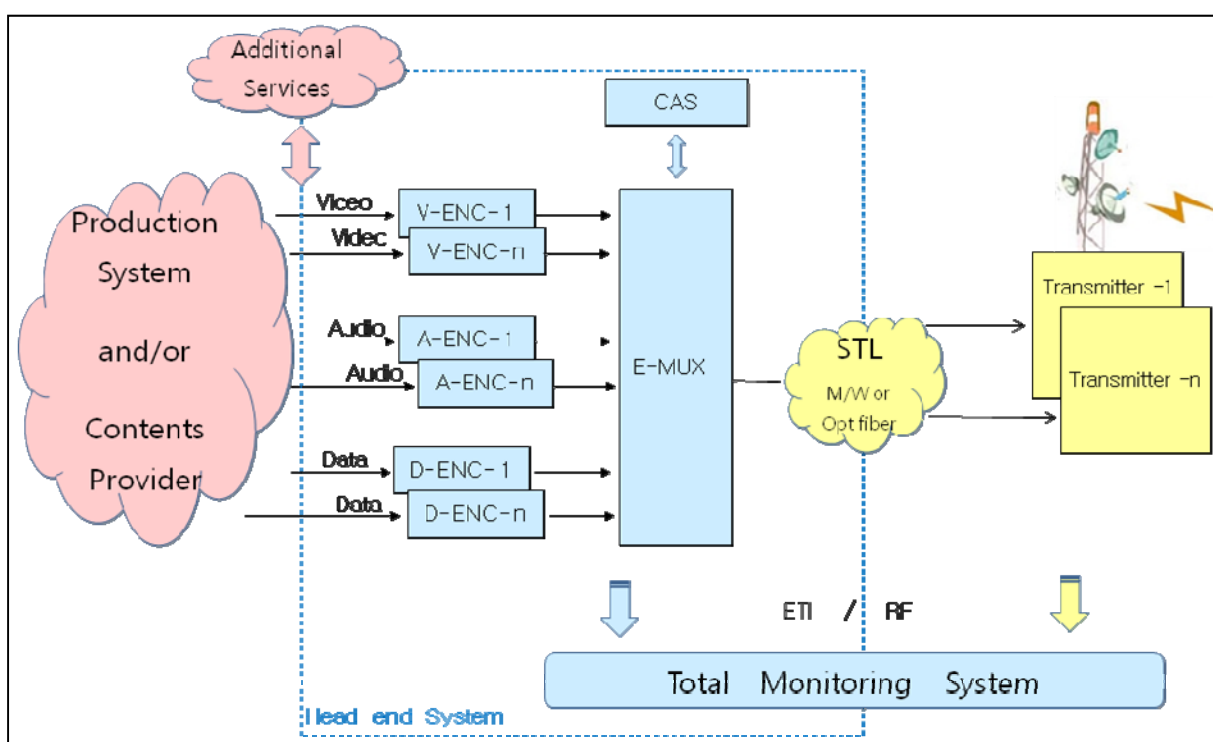 Additional
Services
CAS
Production
System
and/or
Contents
Provider
Viceo
V-ENC-1
Videc
V-ENC-n
Audio
A-ENC-1
Audio
A-ENC-n
Data
D-ENC-1
Data
D-ENC-n
E-MUX
STL
M/W or
Opt fiber
Transmitter -1
Transmitter -n
ETI / RF
Total Monitoring System
Head end System